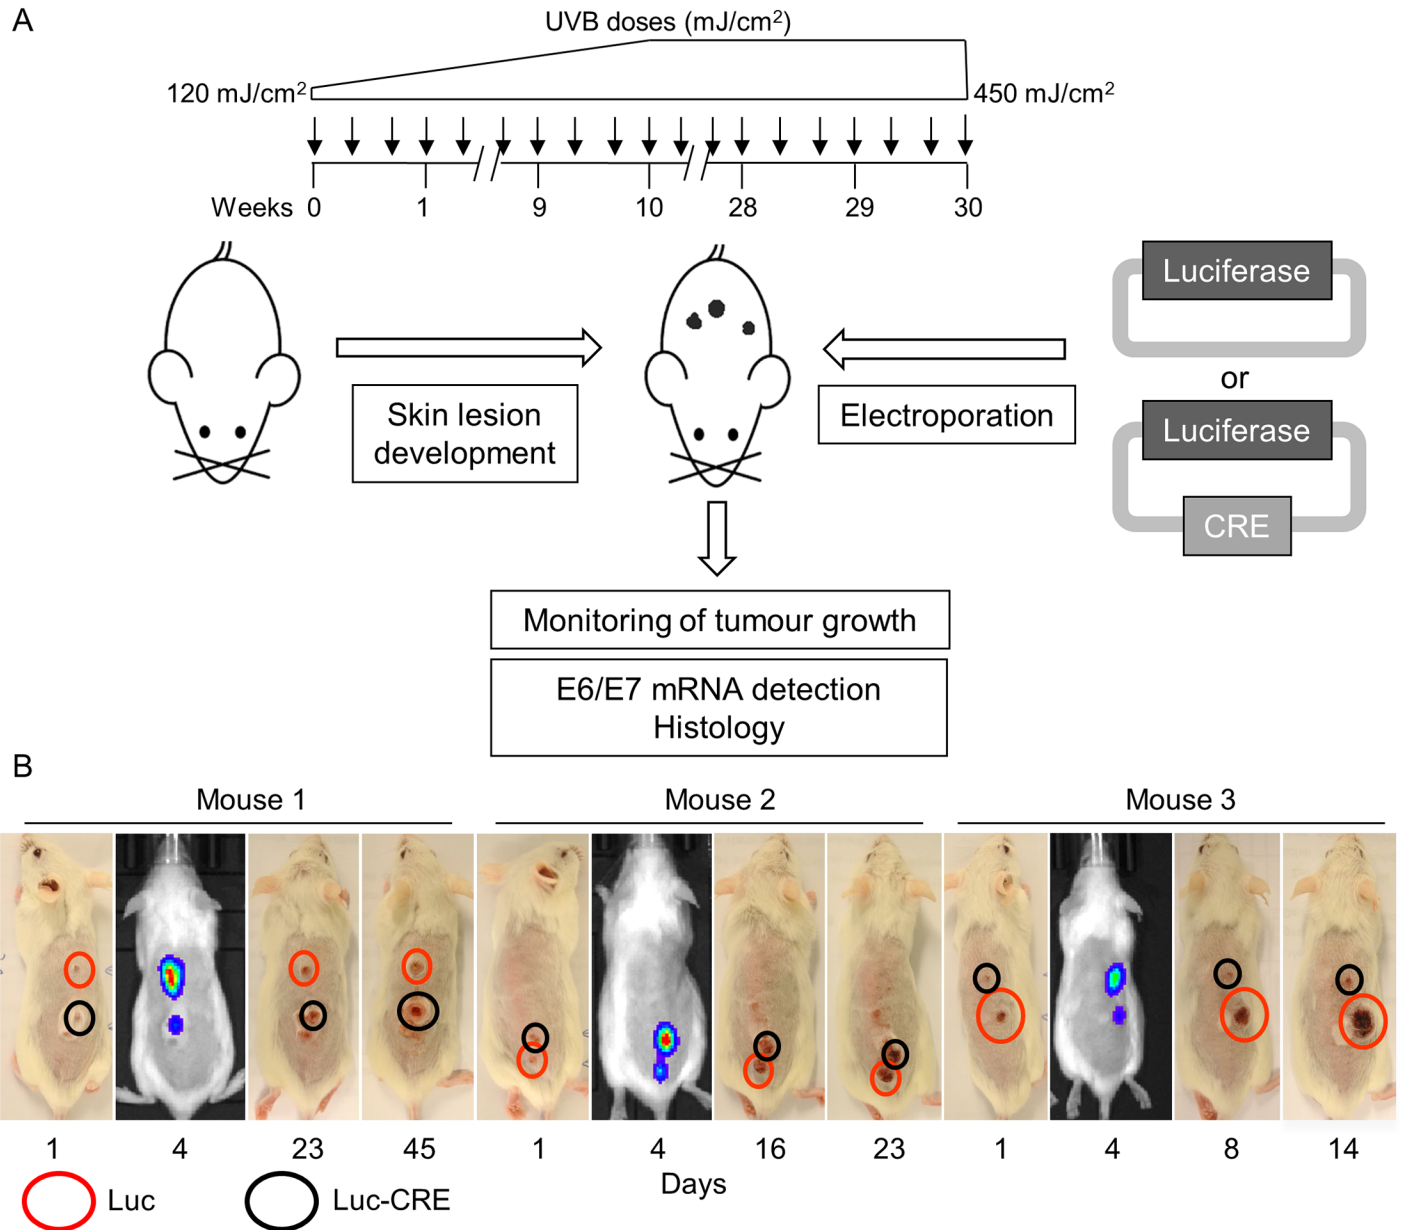 A
UVB doses (mJ/cm²)
120 mJ/cm²
450 mJ/cm²
Weeks 0 1 9 10 28 29 30
Luciferase
or
Luciferase
CRE
Skin lesion
development
Electroporation
Monitoring of tumour growth
E6/E7 mRNA detection
Histology
B
Mouse 1 Mouse 2 Mouse 3
1 4 23 45 1 4 16 23 1 4 8 14
Days
Luc Luc-CRE